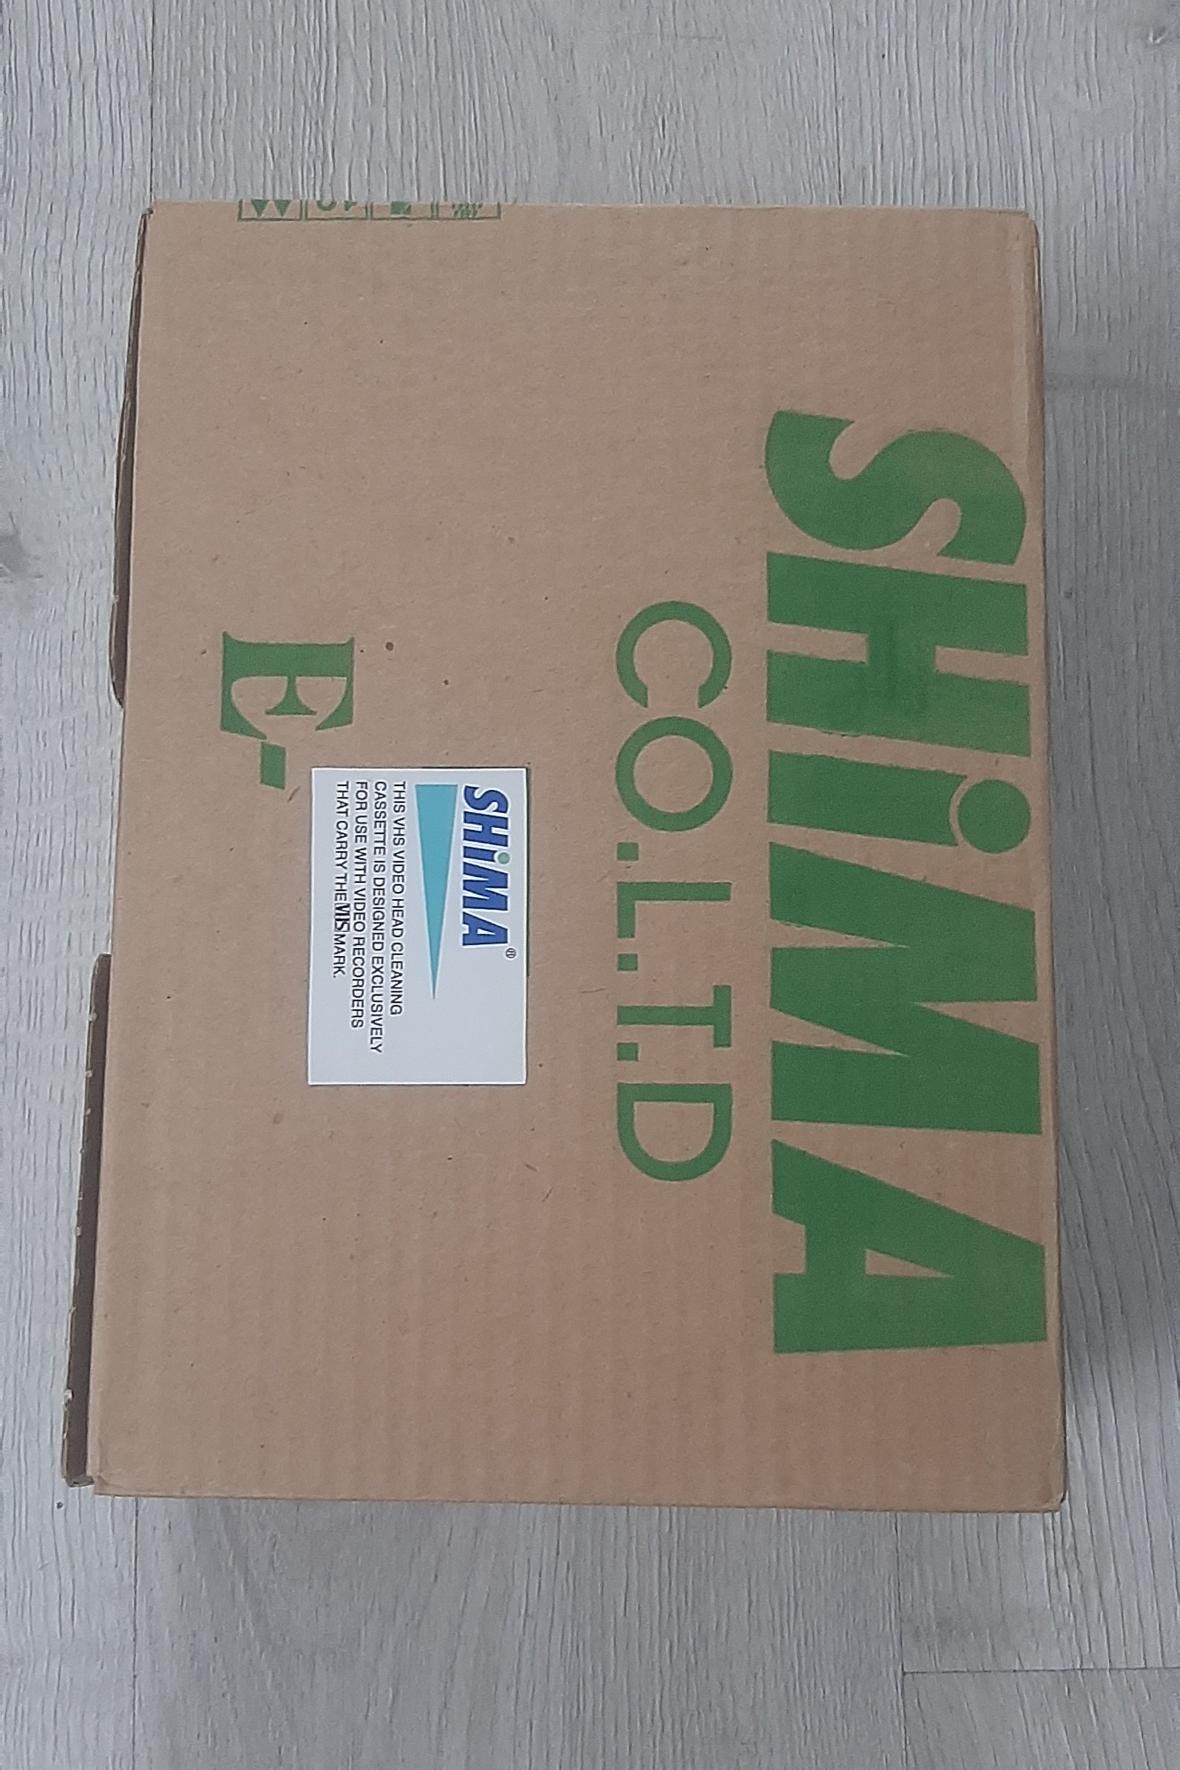 SHiMA
CO.L.T.D
E-
SHiMA®
THIS VHS VIDEO HEAD CLEANING
CASSETTE IS DESIGNED EXCLUSIVELY
FOR USE WITH VIDEO RECORDERS
THAT CARRY THE VHS MARK.